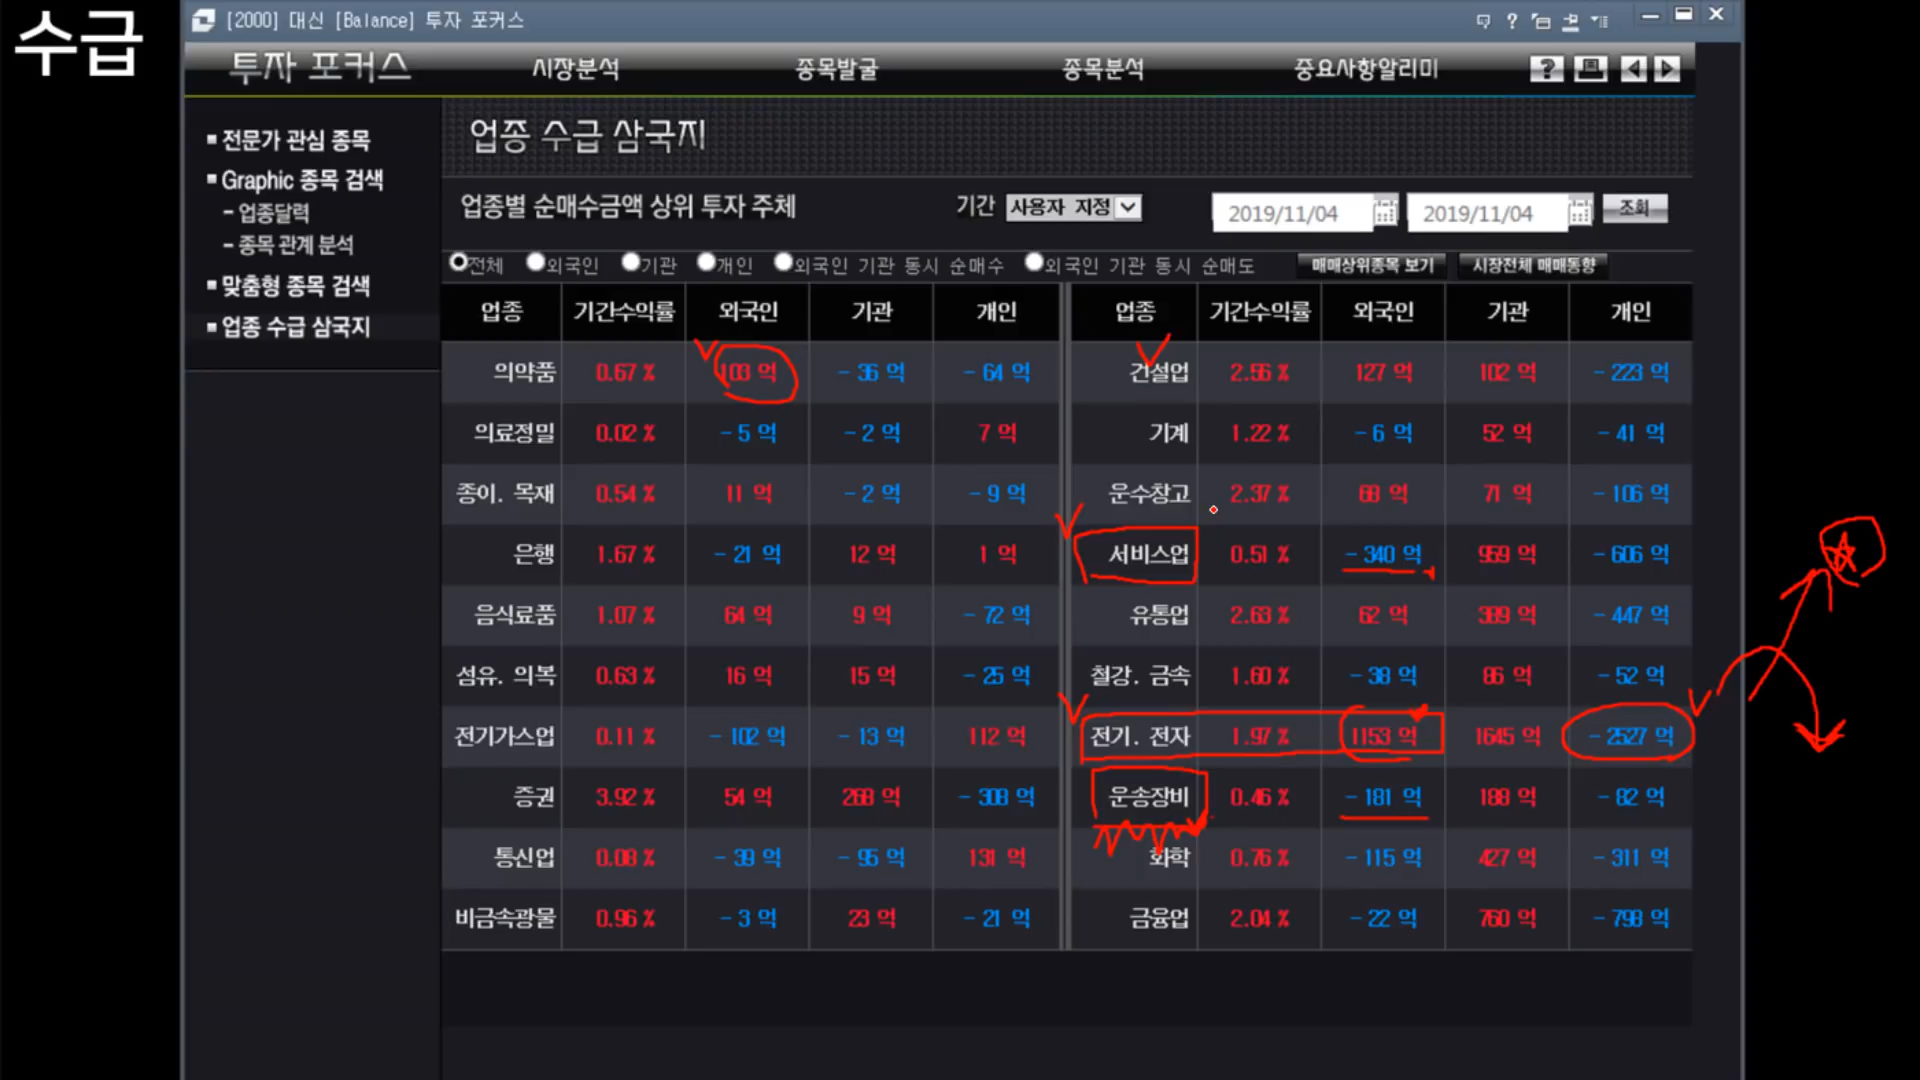 수급
[2000] 대신 [Balance] 투자 포커스
투자 포커스 시장분석 종목발굴 종목분석 중요사항알리미
전문가 관심 종목
Graphic 종목 검색
- 업종달력
- 종목 관계 분석
맞춤형 종목 검색
업종 수급 삼국지
업종 수급 삼국지
업종별 순매수금액 상위 투자 주체 기간 사용자 지정 2019/11/04 2019/11/04 조회
전체 외국인 기관 개인 외국인 기관 동시 순매수 외국인 기관 동시 순매도 매매상위종목 보기 시장전체 매매동향
업종 기간수익률 외국인 기관 개인 업종 기간수익률 외국인 기관 개인
의약품 0.67 % 103 억 - 36 억 - 64 억 건설업 2.56 % 127 억 102 억 - 223 억
의료정밀 0.02 % - 5 억 - 2 억 7 억 기계 1.22 % - 6 억 52 억 - 41 억
종이. 목재 0.54 % 11 억 - 2 억 - 9 억 운수창고 2.37 % 68 억 71 억 - 106 억
은행 1.67 % - 21 억 12 억 1 억 서비스업 0.51 % - 340 억 959 억 - 606 억
음식료품 1.07 % 64 억 9 억 - 72 억 유통업 2.63 % 62 억 389 억 - 447 억
섬유. 의복 0.63 % 16 억 15 억 - 25 억 철강. 금속 1.60 % - 38 억 86 억 - 52 억
전기가스업 0.11 % - 102 억 - 13 억 112 억 전기. 전자 1.97 % 1153 억 1645 억 - 2527 억
증권 3.92 % 54 억 268 억 - 308 억 운송장비 0.46 % - 181 억 188 억 - 82 억
통신업 0.08 % - 39 억 - 95 억 131 억 화학 0.76 % - 115 억 427 억 - 311 억
비금속광물 0.96 % - 3 억 23 억 - 21 억 금융업 2.04 % - 22 억 760 억 - 798 억